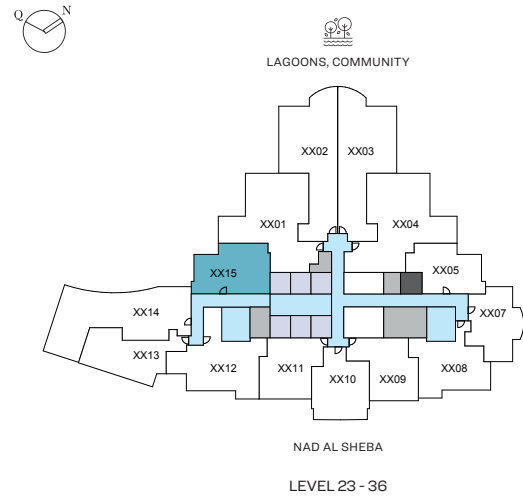 Q N
LAGOONS, COMMUNITY
XX02 XX03
XX01 XX04
XX15 XX05
XX14 XX07
XX13 XX12 XX11 XX10 XX09 XX08
NAD AL SHEBA
LEVEL 23 - 36